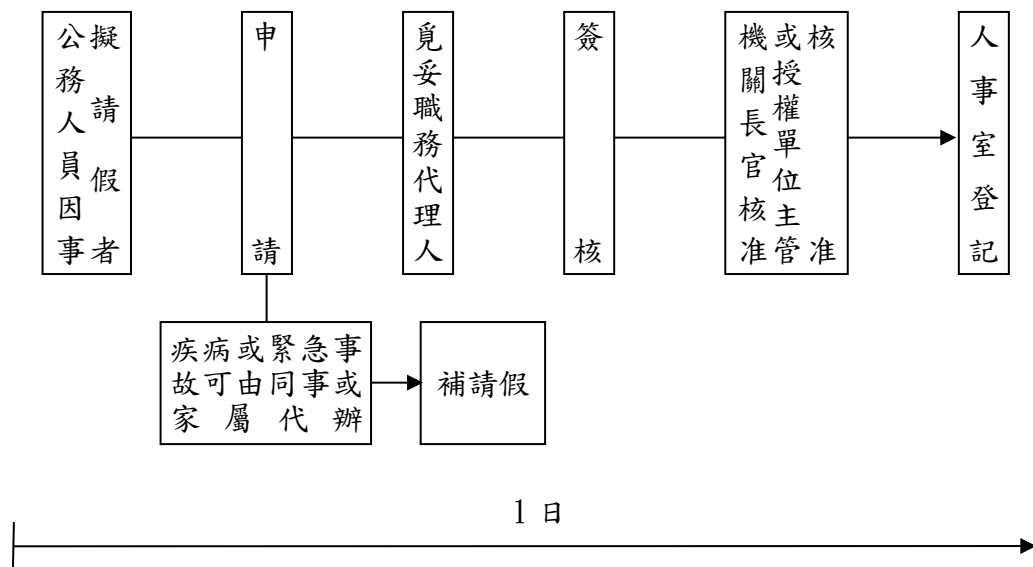 公務人員因事
擬請假者
申請
覓妥職務代理人
簽核
機關長官核准
或授權單位主管
核准
人事室登記
疾病或緊急事
故可由同事或
家屬代辦
補請假
1 日